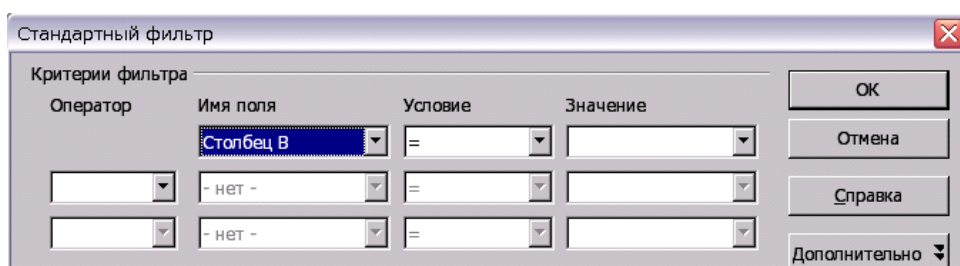 Стандартный фильтр
Критерии фильтра
Оператор Имя поля Условие Значение
Столбец B =
- нет - =
- нет - =
ОК
Отмена
Справка
Дополнительно